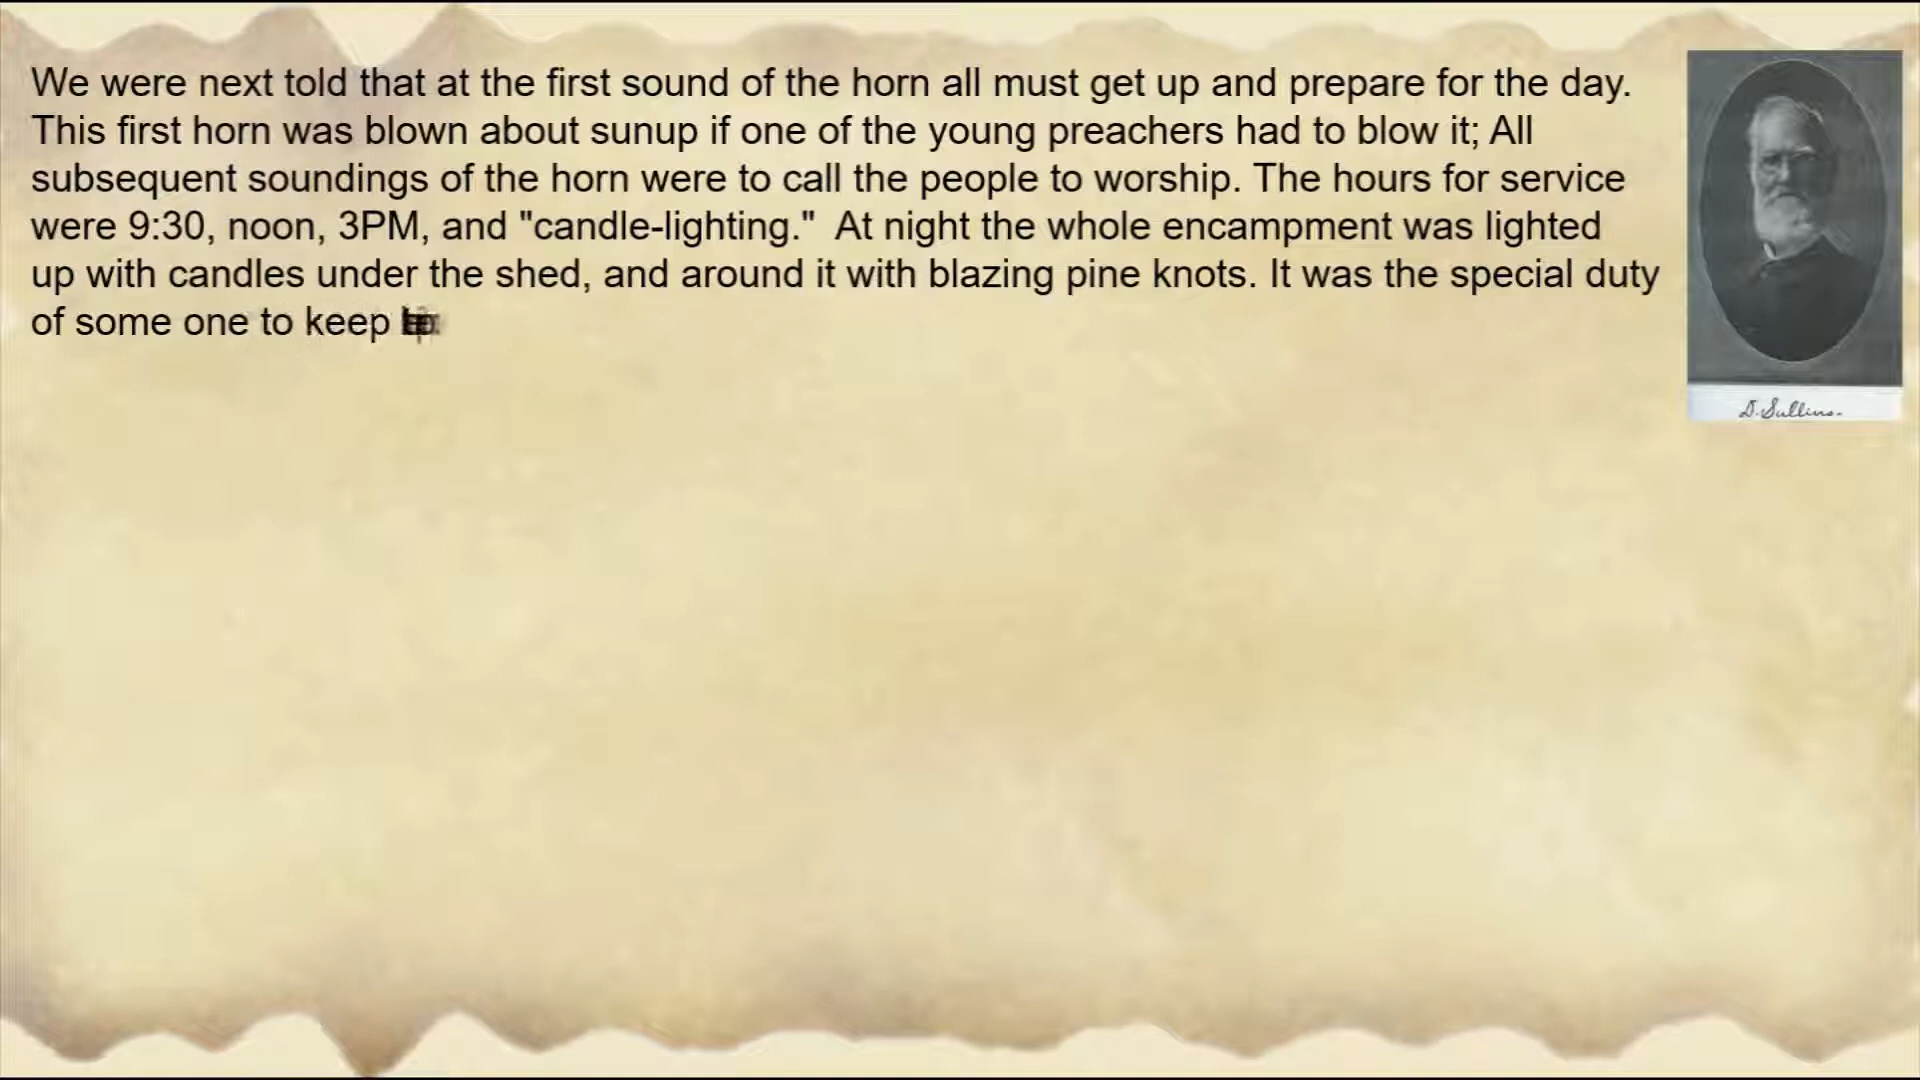 We were next told that at the first sound of the horn all must get up and prepare for the day.
This first horn was blown about sunup if one of the young preachers had to blow it; All
subsequent soundings of the horn were to call the people to worship. The hours for service
were 9:30, noon, 3PM, and "candle-lighting."  At night the whole encampment was lighted
up with candles under the shed, and around it with blazing pine knots. It was the special duty
of some one to keep
D. Sullins.